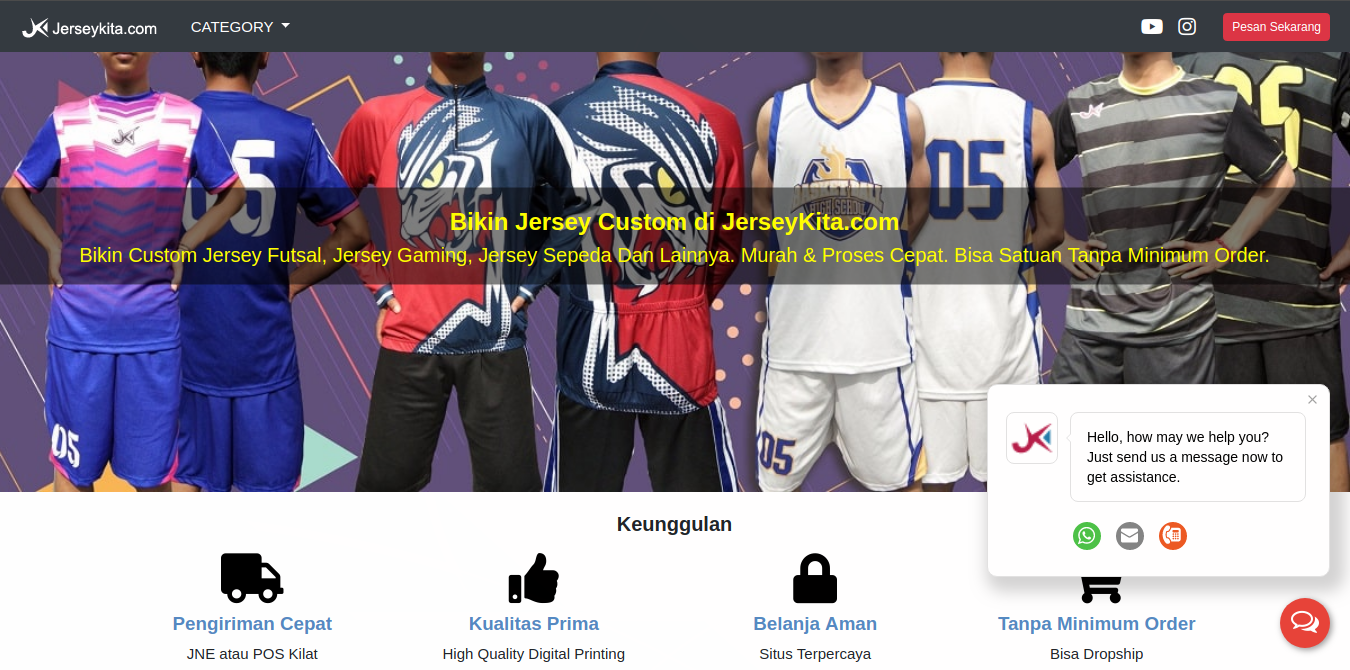 Jerseykita.com
CATEGORY
Pesan Sekarang
05
05
05
Bikin Jersey Custom di JerseyKita.com
Bikin Custom Jersey Futsal, Jersey Gaming, Jersey Sepeda Dan Lainnya. Murah & Proses Cepat. Bisa Satuan Tanpa Minimum Order.
05
05
Hello, how may we help you?
Just send us a message now to
get assistance.
Keunggulan
Pengiriman Cepat
Kualitas Prima
Belanja Aman
Tanpa Minimum Order
JNE atau POS Kilat
High Quality Digital Printing
Situs Terpercaya
Bisa Dropship